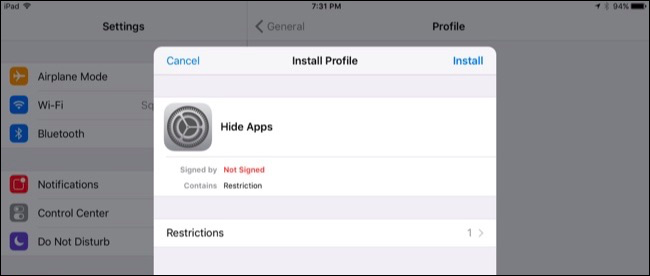 iPad 7:31 PM 94%
Settings General Profile
Cancel Install Profile Install
Airplane Mode
Wi-Fi Sq
Hide Apps
Bluetooth
Signed by Not Signed
Notifications Contains Restriction
Control Center
Restrictions 1
Do Not Disturb